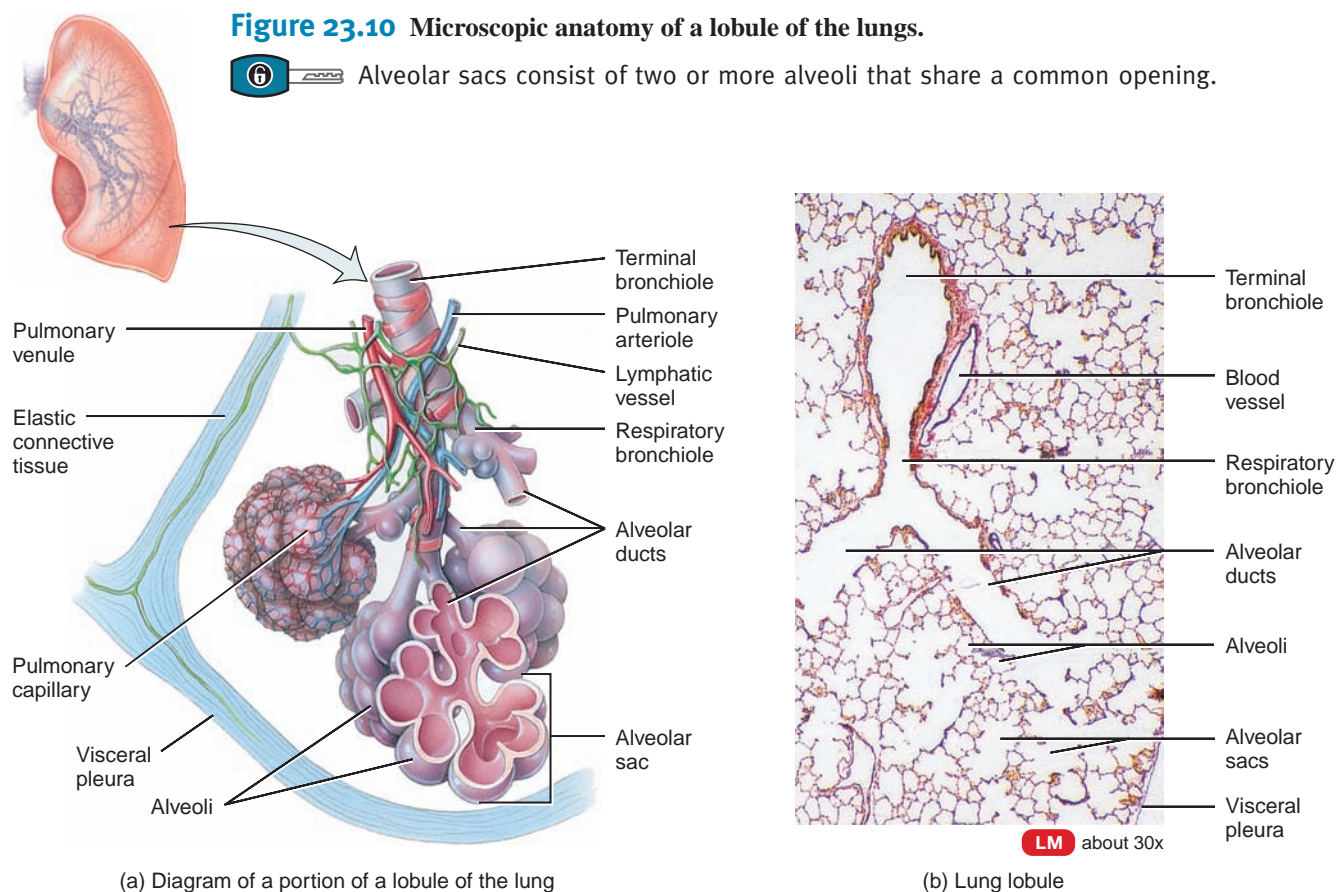 Figure 23.10 Microscopic anatomy of a lobule of the lungs.
Alveolar sacs consist of two or more alveoli that share a common opening.
Pulmonary
venule
Elastic
connective
tissue
Pulmonary
capillary
Visceral
pleura
Alveoli
Terminal
bronchiole
Pulmonary
arteriole
Lymphatic
vessel
Respiratory
bronchiole
Alveolar
ducts
Alveolar
sac
(a) Diagram of a portion of a lobule of the lung
Terminal
bronchiole
Blood
vessel
Respiratory
bronchiole
Alveolar
ducts
Alveoli
Alveolar
sacs
Visceral
pleura
LM about 30x
(b) Lung lobule